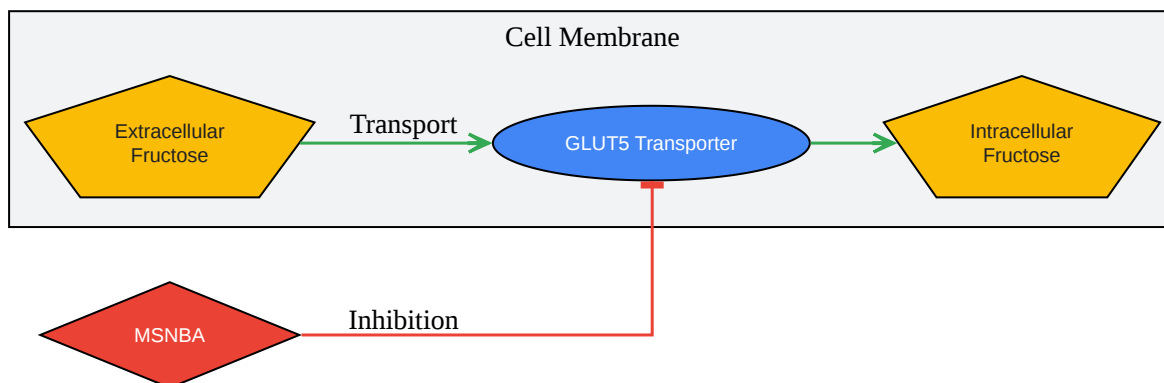 Cell Membrane
Extracellular
Fructose
Transport
GLUT5 Transporter
Intracellular
Fructose
MSNBA
Inhibition